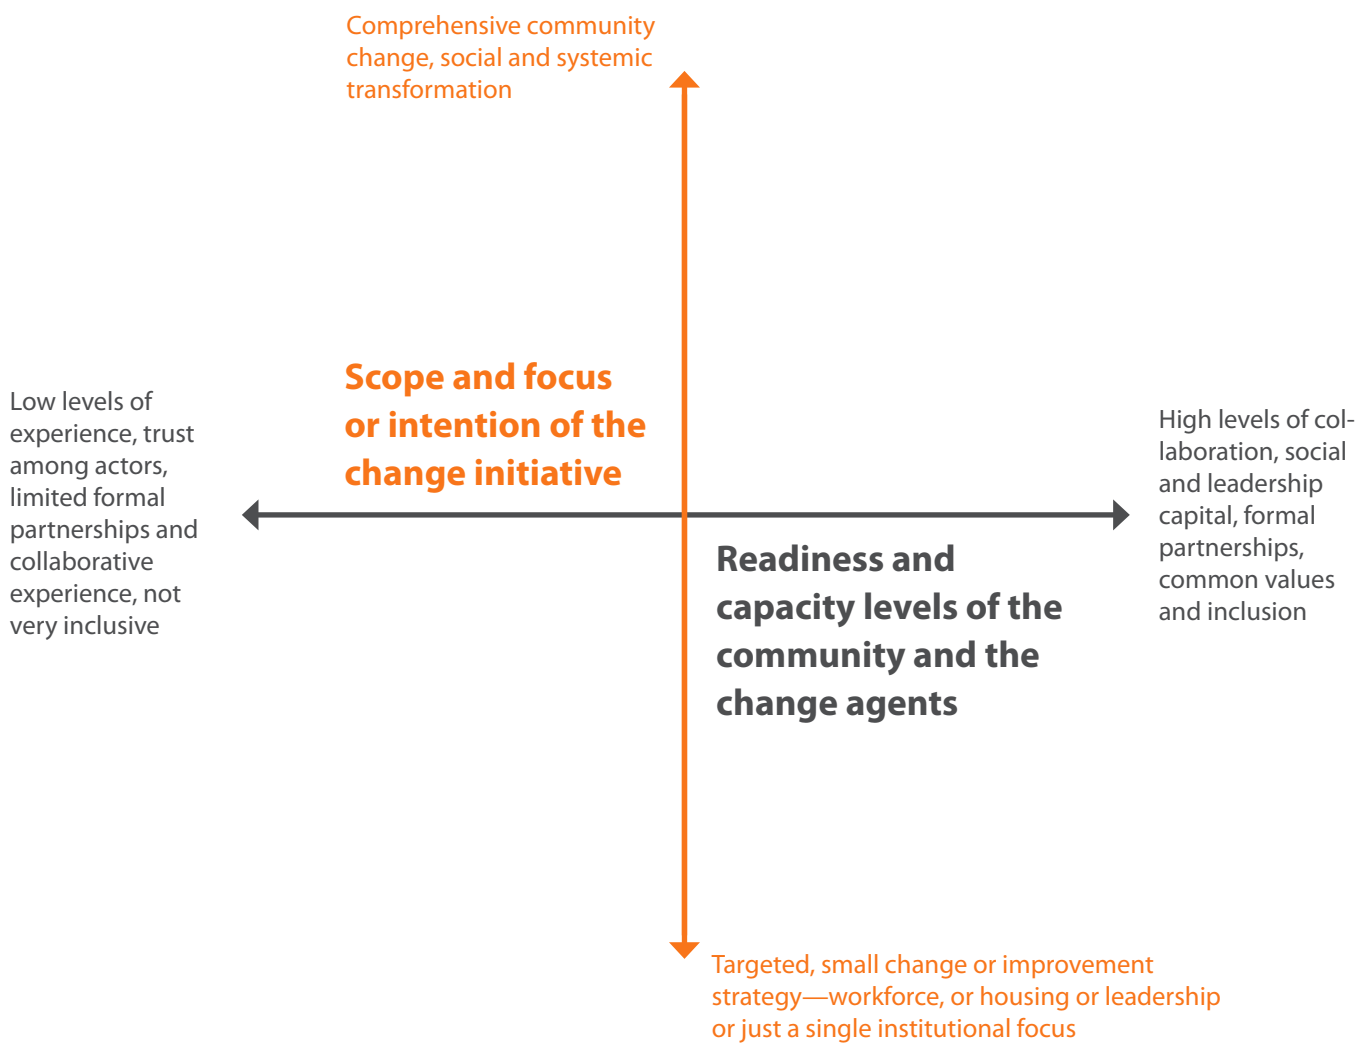 Comprehensive community
change, social and systemic
transformation
Scope and focus
or intention of the
change initiative
Low levels of
experience, trust
among actors,
limited formal
partnerships and
collaborative
experience, not
very inclusive
High levels of col-
laboration, social
and leadership
capital, formal
partnerships,
common values
and inclusion
Readiness and
capacity levels of the
community and the
change agents
Targeted, small change or improvement
strategy—workforce, or housing or leadership
or just a single institutional focus